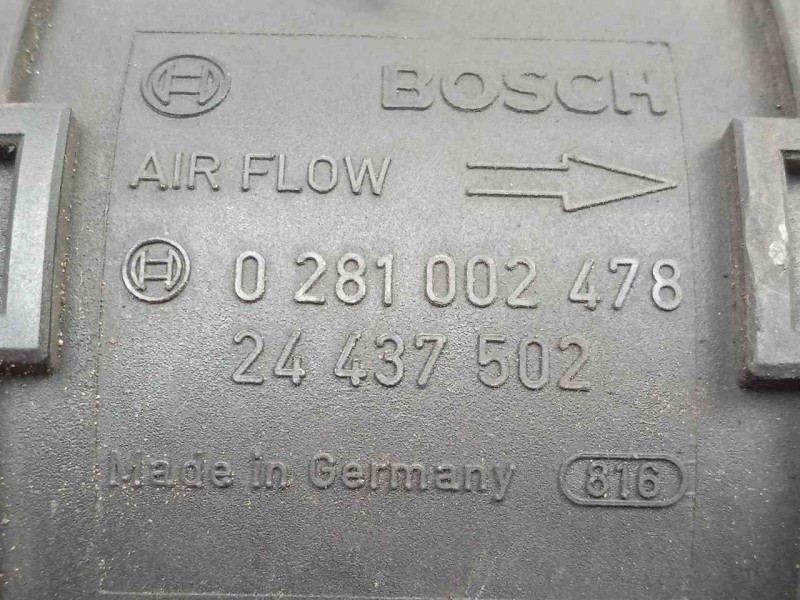 BOSCH
AIR FLOW
0 281 002 478
24 437 502
Made in Germany 816